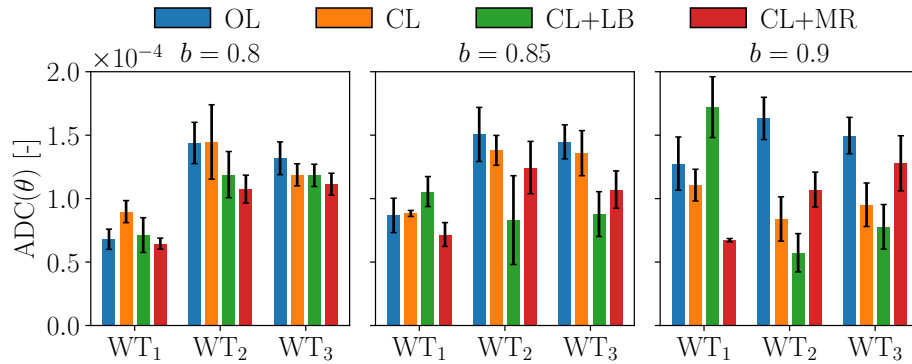 OL CL CL+LB CL+MR
×10⁻⁴ b = 0.8 b = 0.85 b = 0.9
2.0
1.5
1.0
0.5
0.0
ADC(θ) [-]
WT₁ WT₂ WT₃ WT₁ WT₂ WT₃ WT₁ WT₂ WT₃